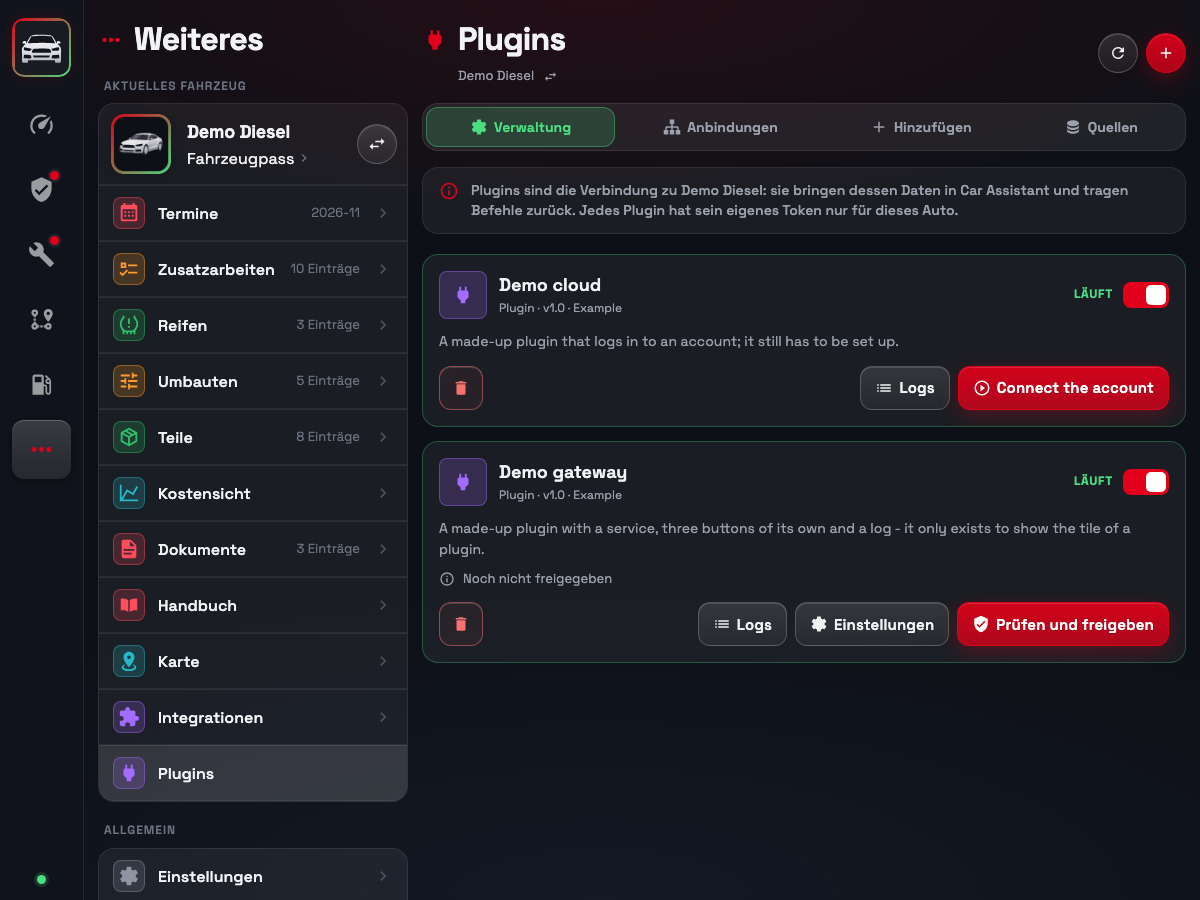 Weiteres
AKTUELLES FAHRZEUG
Demo Diesel
Fahrzeugpass
Termine 2026-11
Zusatzarbeiten 10 Einträge
Reifen 3 Einträge
Umbauten 5 Einträge
Teile 8 Einträge
Kostensicht
Dokumente 3 Einträge
Handbuch
Karte
Integrationen
Plugins
ALLGEMEIN
Einstellungen
Plugins
Demo Diesel
Verwaltung Anbindungen Hinzufügen Quellen
Plugins sind die Verbindung zu Demo Diesel: sie bringen dessen Daten in Car Assistant und tragen
Befehle zurück. Jedes Plugin hat sein eigenes Token nur für dieses Auto.
Demo cloud
Plugin · v1.0 · Example
LÄUFT
A made-up plugin that logs in to an account; it still has to be set up.
Logs Connect the account
Demo gateway
Plugin · v1.0 · Example
LÄUFT
A made-up plugin with a service, three buttons of its own and a log - it only exists to show the tile of a
plugin.
Noch nicht freigegeben
Logs Einstellungen Prüfen und freigeben